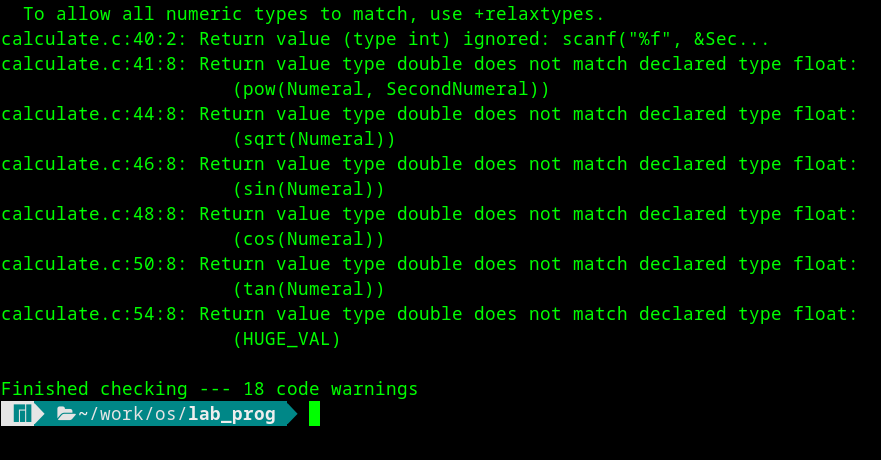 To allow all numeric types to match, use +relaxtypes.
calculate.c:40:2: Return value (type int) ignored: scanf("%f", &Sec...
calculate.c:41:8: Return value type double does not match declared type float:
(pow(Numeral, SecondNumeral))
calculate.c:44:8: Return value type double does not match declared type float:
(sqrt(Numeral))
calculate.c:46:8: Return value type double does not match declared type float:
(sin(Numeral))
calculate.c:48:8: Return value type double does not match declared type float:
(cos(Numeral))
calculate.c:50:8: Return value type double does not match declared type float:
(tan(Numeral))
calculate.c:54:8: Return value type double does not match declared type float:
(HUGE_VAL)
Finished checking --- 18 code warnings
~/work/os/lab_prog